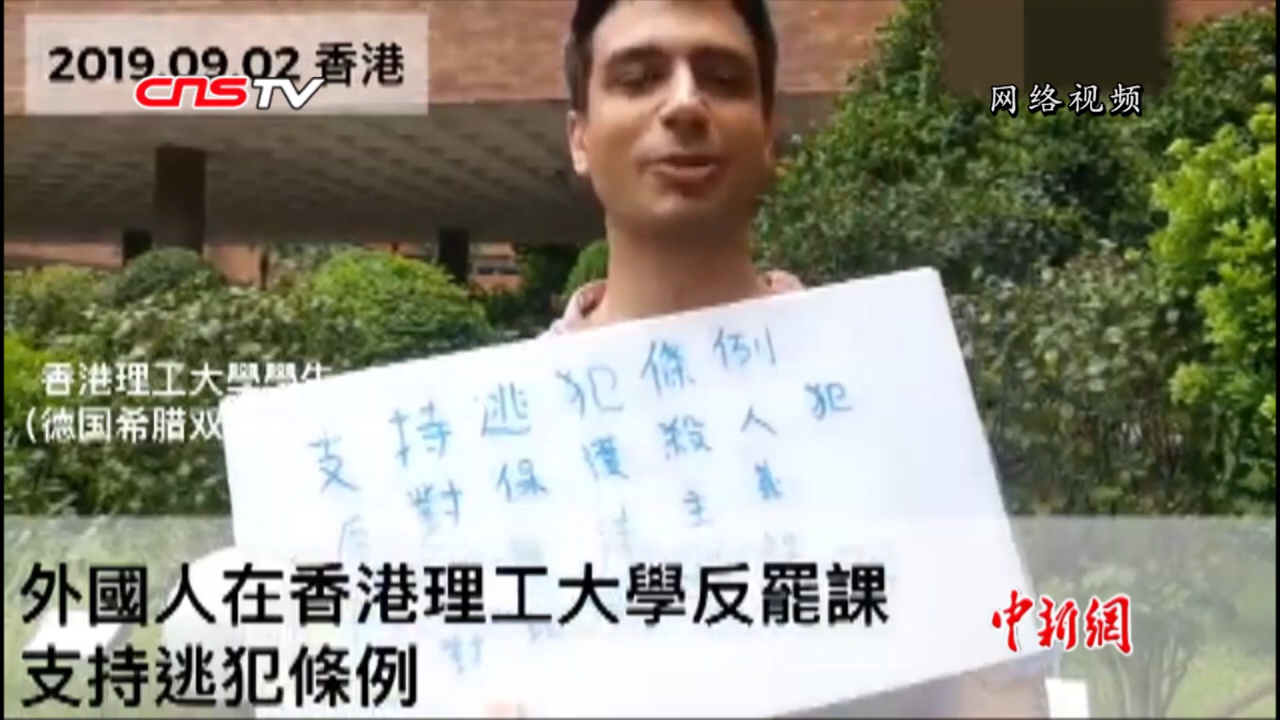 2019.09.02 香港
CNSTV
网络视频
支持逃犯條例
對保護殺人犯
主義
香港理工大學學生
（德国希腊双
外國人在香港理工大學反罷課
支持逃犯條例
中新網